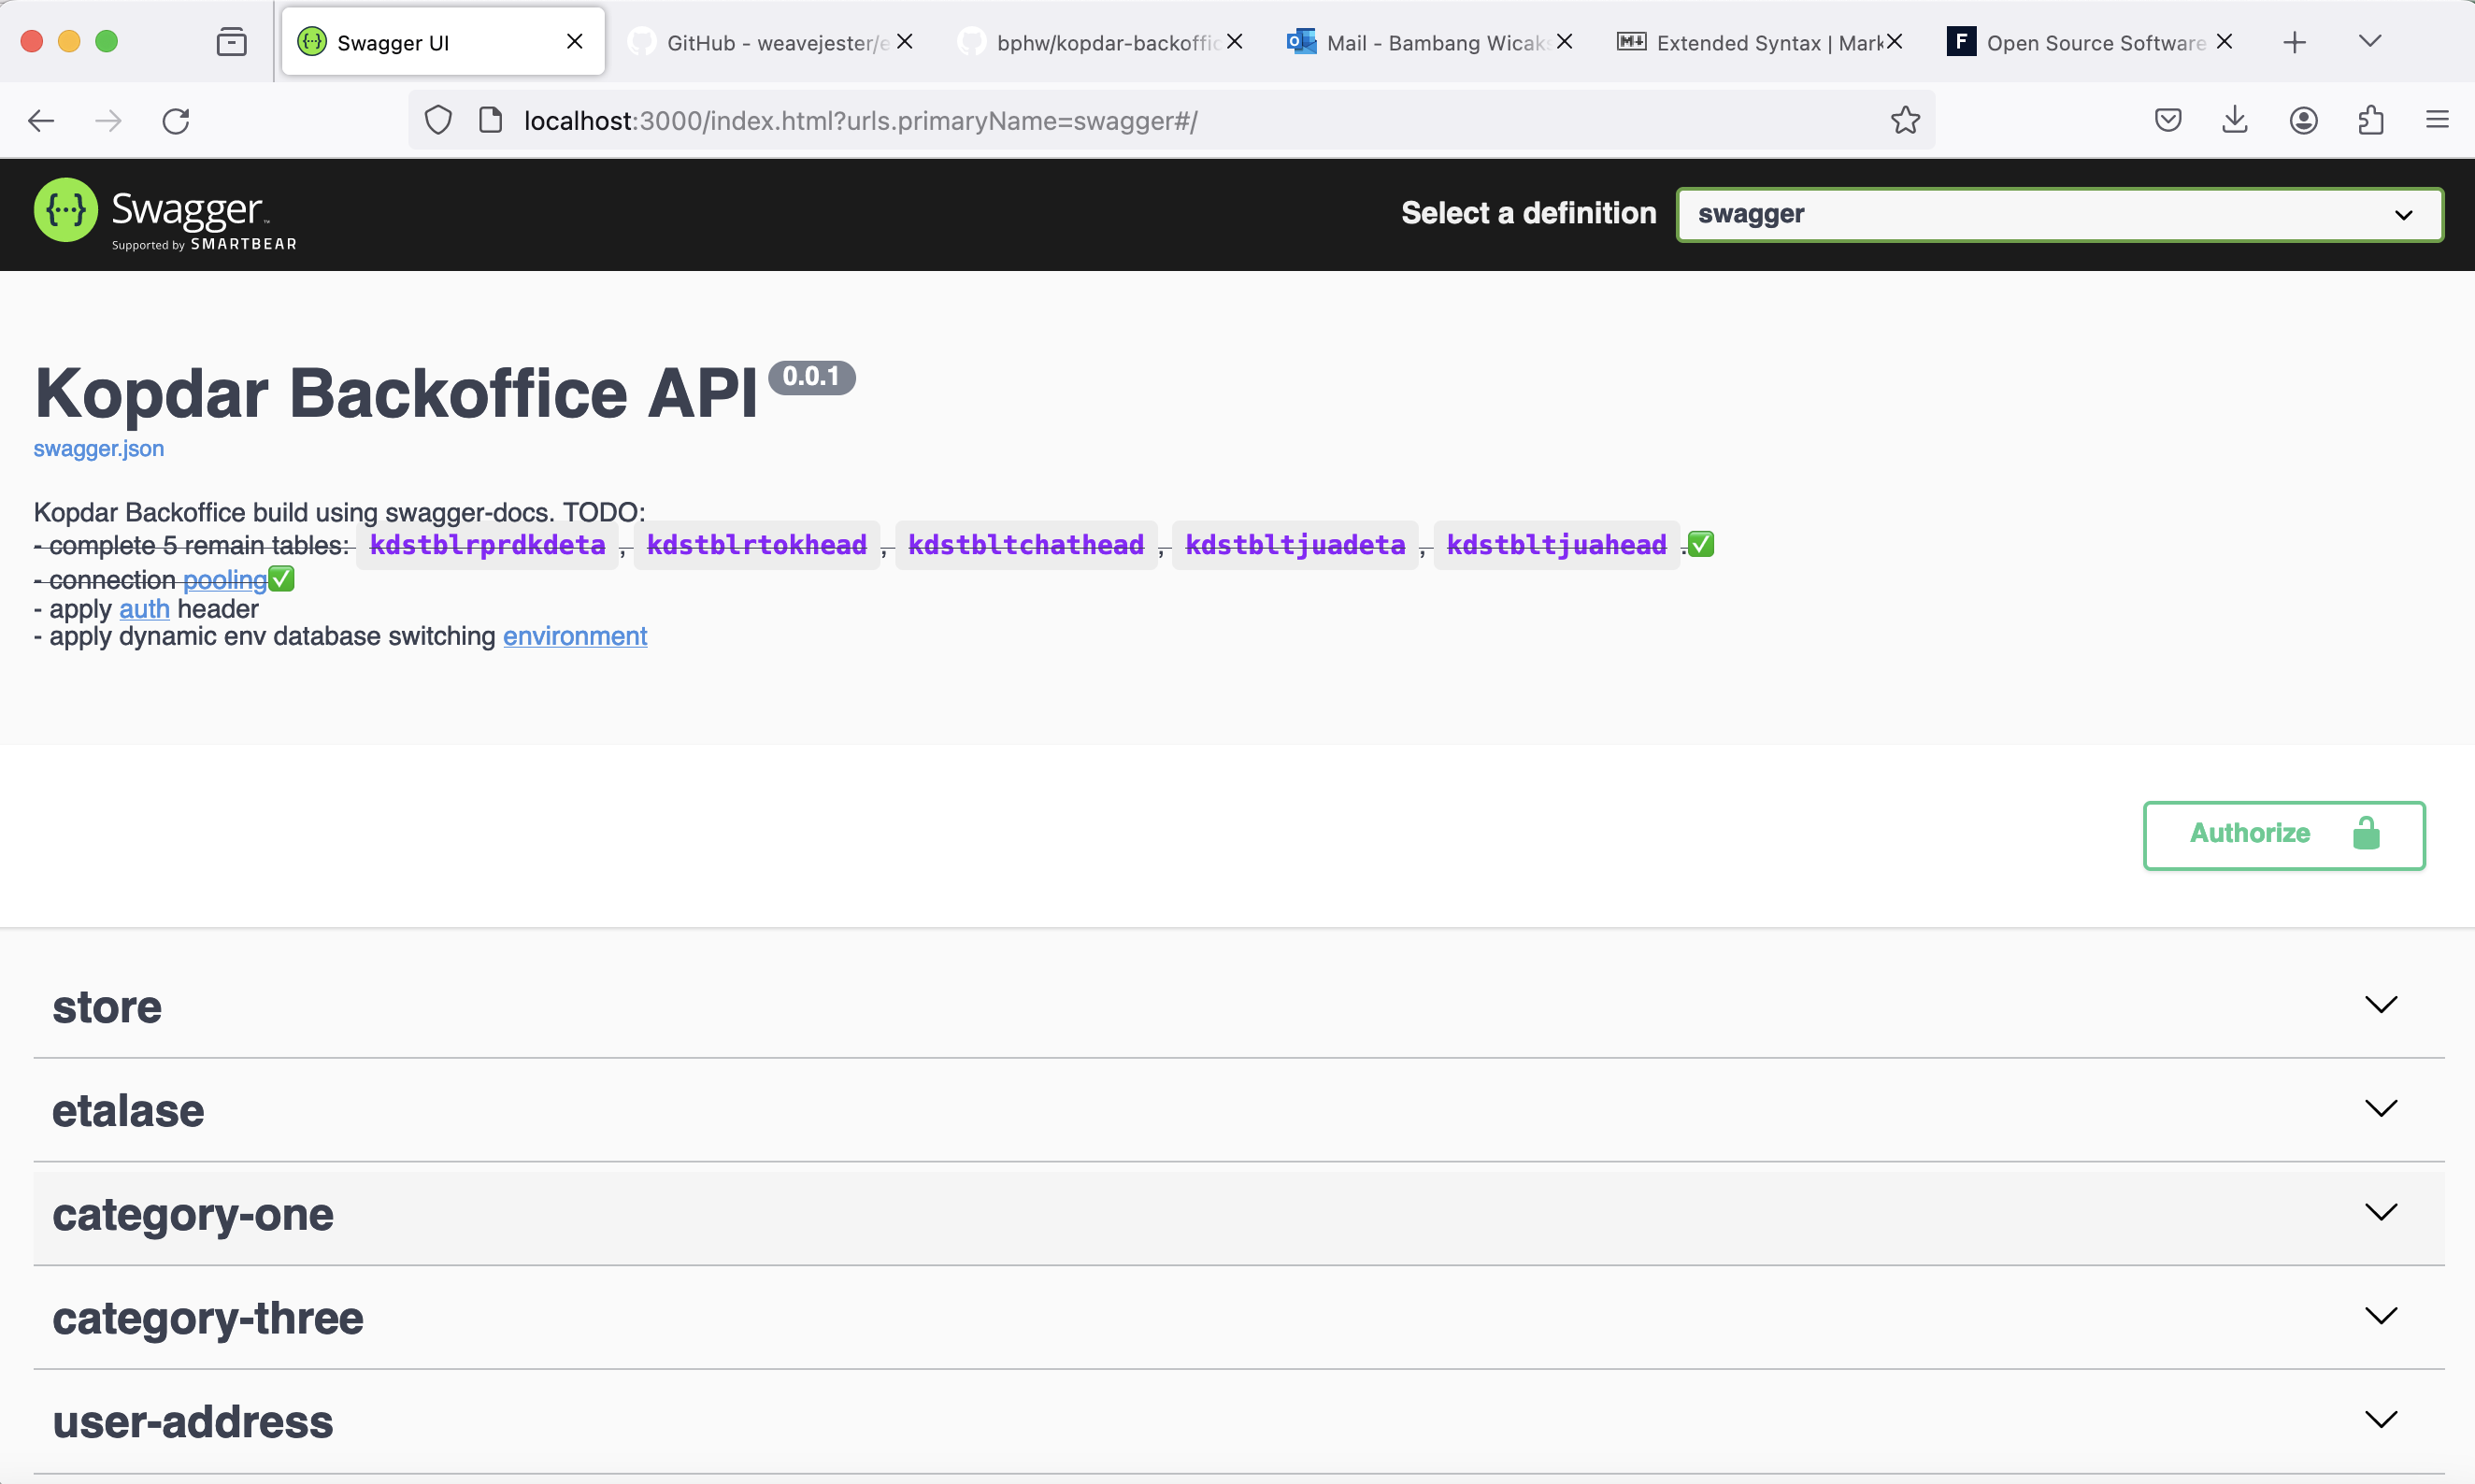 Swagger UI
GitHub - weavejester/e
bphw/kopdar-backoffic
Mail - Bambang Wicaks
Extended Syntax | Mark
Open Source Software
localhost:3000/index.html?urls.primaryName=swagger#/
Swagger
Supported by SMARTBEAR
Select a definition
swagger
Kopdar Backoffice API 0.0.1
swagger.json
Kopdar Backoffice build using swagger-docs. TODO:
- complete 5 remain tables: kdstblrprdkdeta , kdstblrtokhead , kdstbltchathead , kdstbltjuadeta , kdstbltjuahead .✅
- connection pooling✅
- apply auth header
- apply dynamic env database switching environment
Authorize
store
etalase
category-one
category-three
user-address